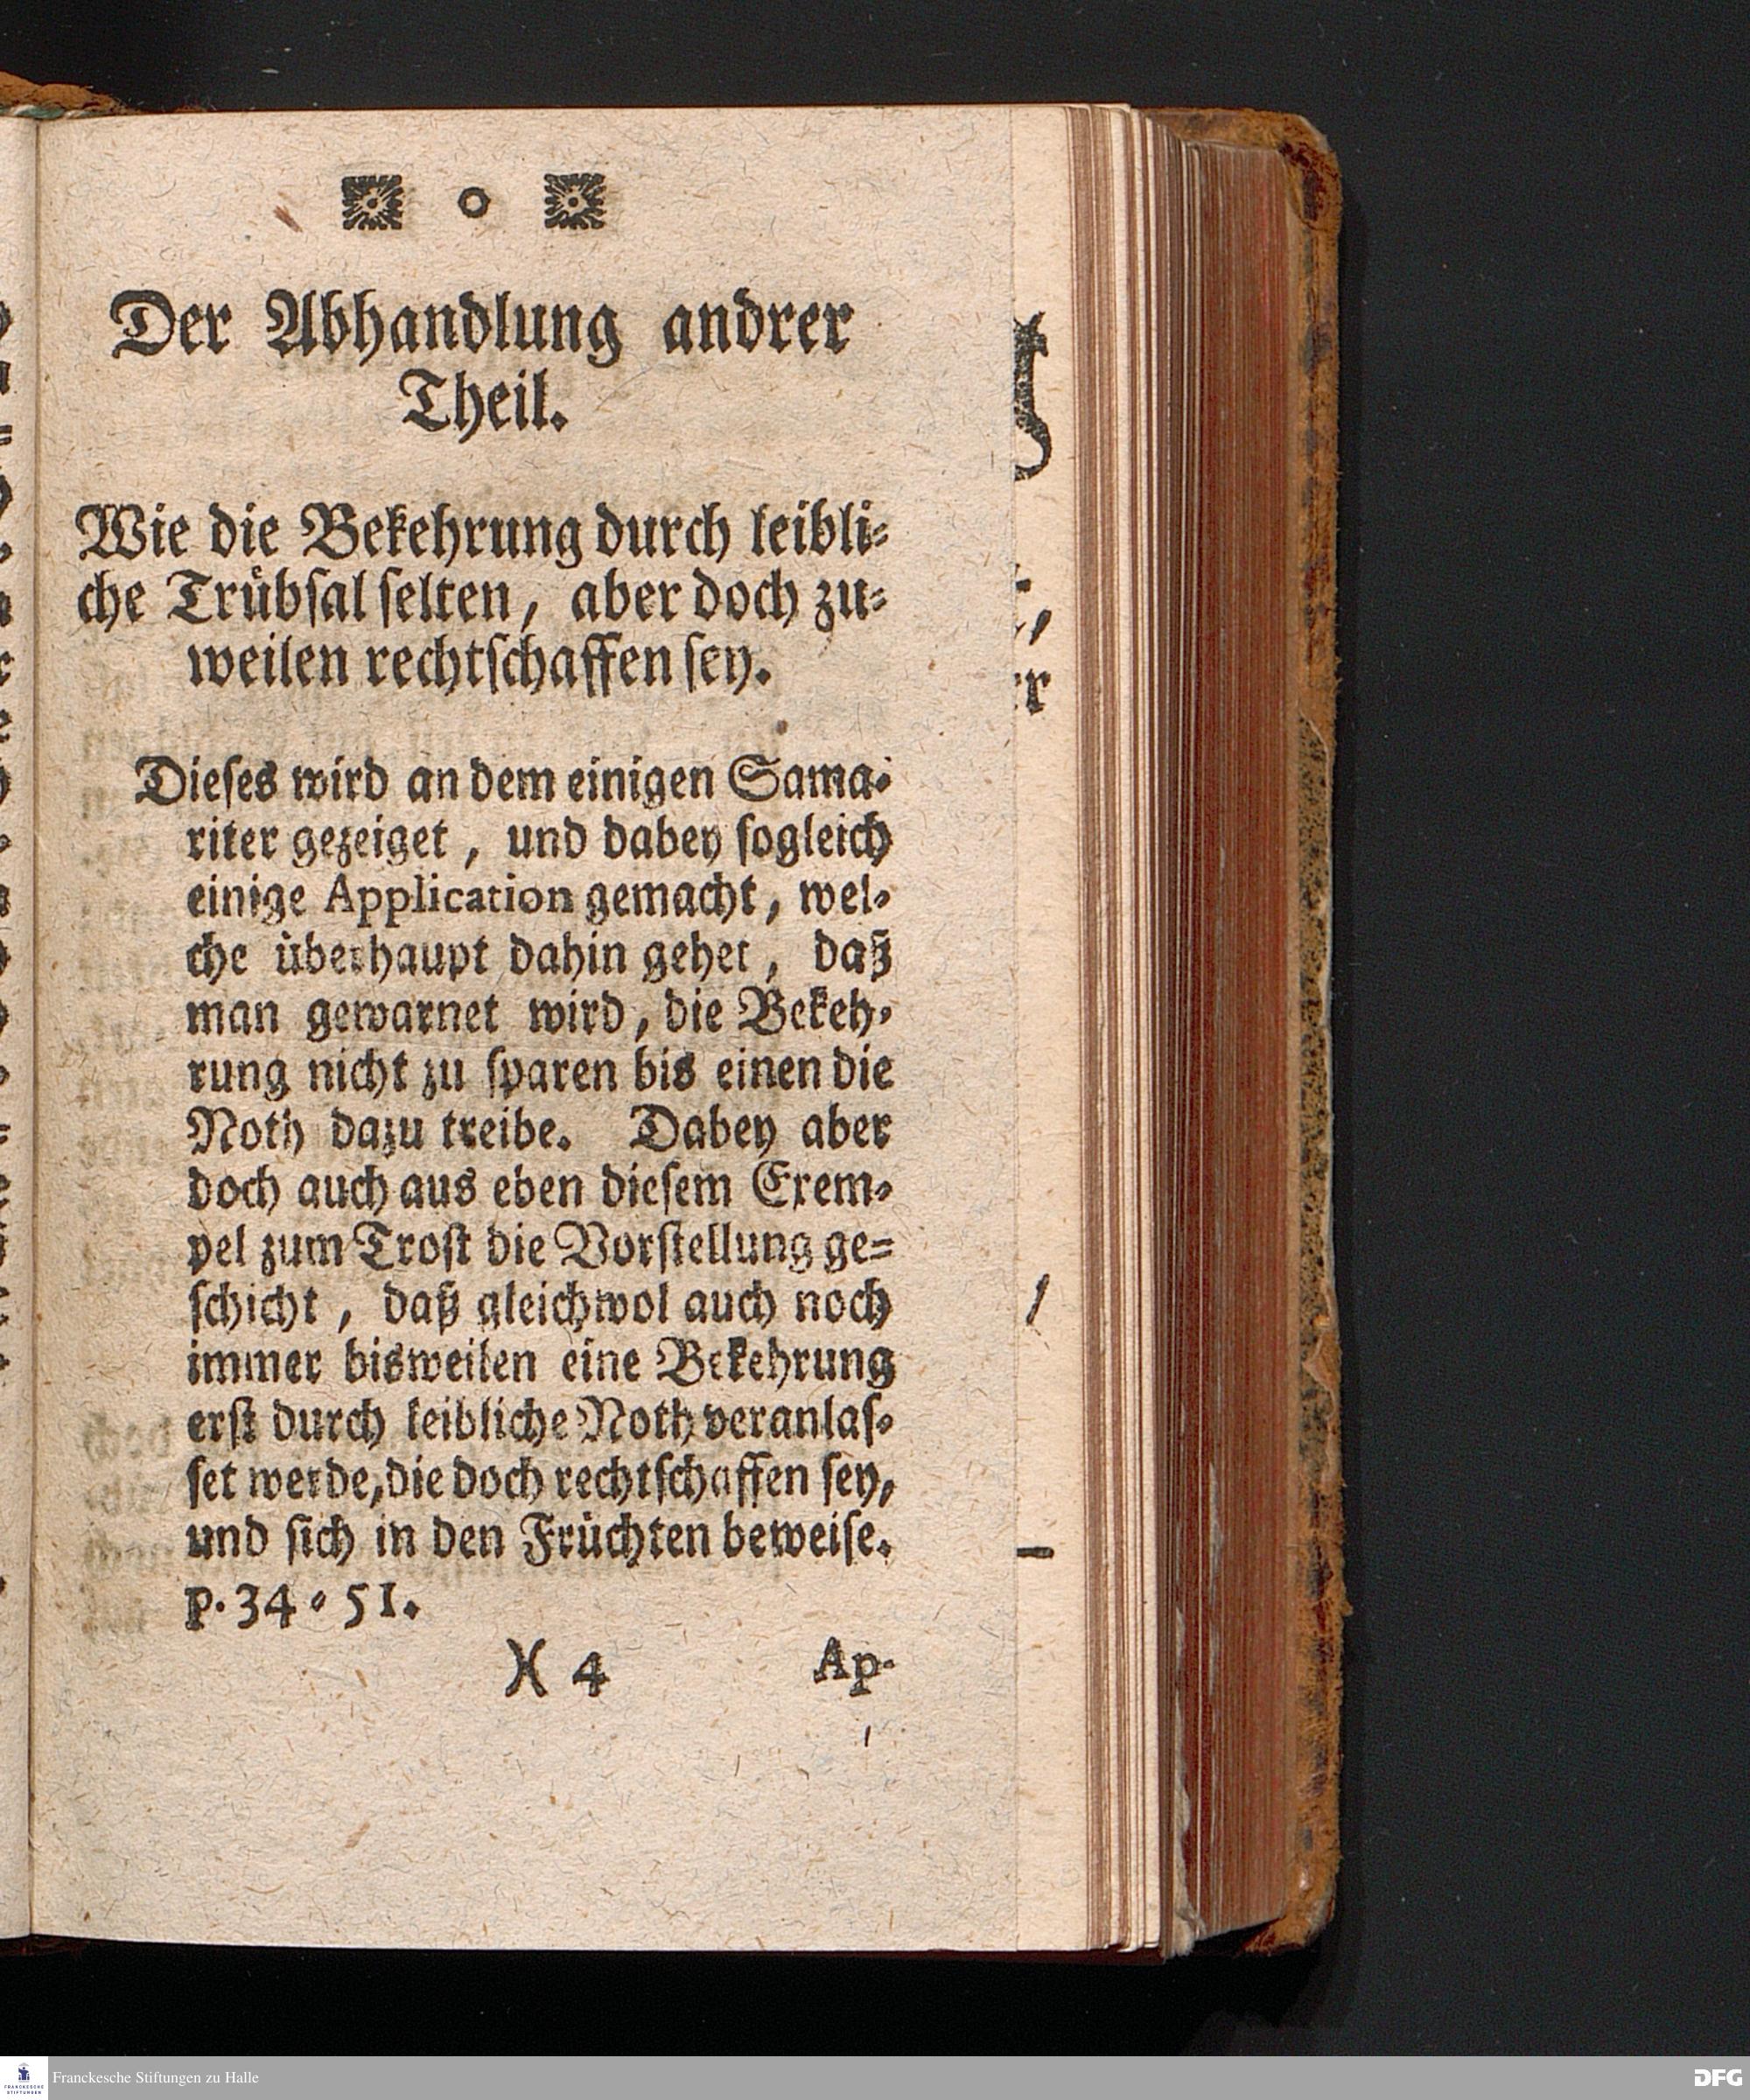 o
Der Abhandlung andrer
Theil.
Wie die Bekehrung durch leibli⸗
che Trübſal ſelten, aber doch zu⸗
weilen rechtſchaffen ſey.
Dieſes wird an dem einigen Sama⸗
riter gezeiget, und dabey ſogleich
einige Application gemacht, wel⸗
che überhaupt dahin gehet, daß
man gewarnet wird, die Bekeh⸗
rung nicht zu ſparen bis einen die
Noth dazu treibe. Dabey aber
doch auch aus eben dieſem Exem⸗
pel zum Troſt die Vorſtellung ge⸗
ſchicht, daß gleichwol auch noch
immer bisweilen eine Bekehrung
erſt durch leibliche Noth veranlaſ⸗
ſet werde, die doch rechtſchaffen ſey,
und ſich in den Früchten beweiſe.
p. 34⸗51.
)( 4 Ap-
Franckesche Stiftungen zu Halle
DFG